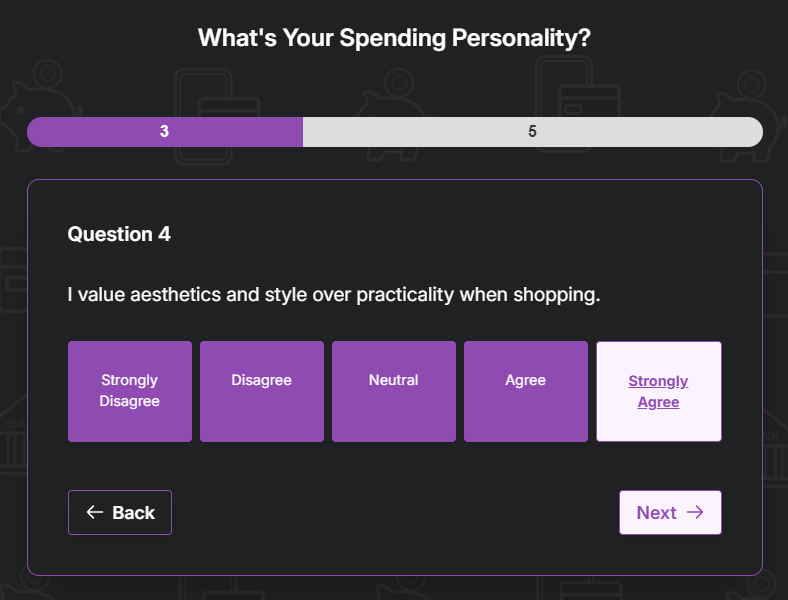 What's Your Spending Personality?
3 5
Question 4
I value aesthetics and style over practicality when shopping.
Strongly
Disagree
Disagree
Neutral
Agree
Strongly
Agree
← Back
Next →